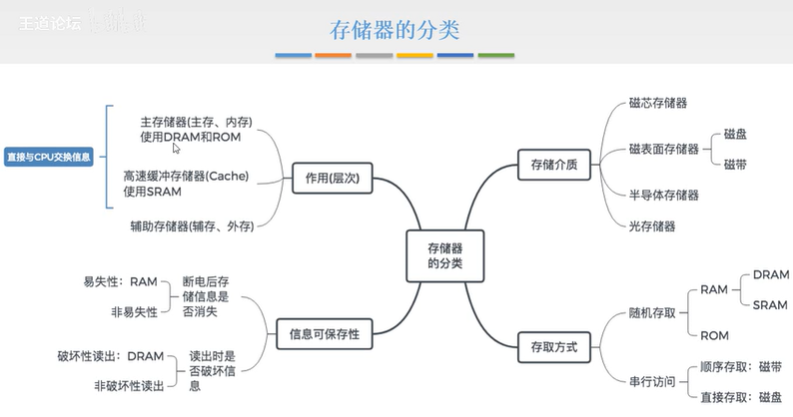 王道论坛
存储器的分类
主存储器(主存、内存)
使用DRAM和ROM
直接与CPU交换信息
高速缓冲存储器(Cache)
使用SRAM
辅助存储器(辅存、外存)
作用(层次)
易失性：RAM
非易失性
断电后存
储信息是
否消失
破坏性读出：DRAM
非破坏性读出
读出时是
否破坏信
息
信息可保存性
存储器
的分类
存储介质
磁芯存储器
磁表面存储器
磁盘
磁带
半导体存储器
光存储器
存取方式
随机存取
RAM
DRAM
SRAM
ROM
串行访问
顺序存取：磁带
直接存取：磁盘